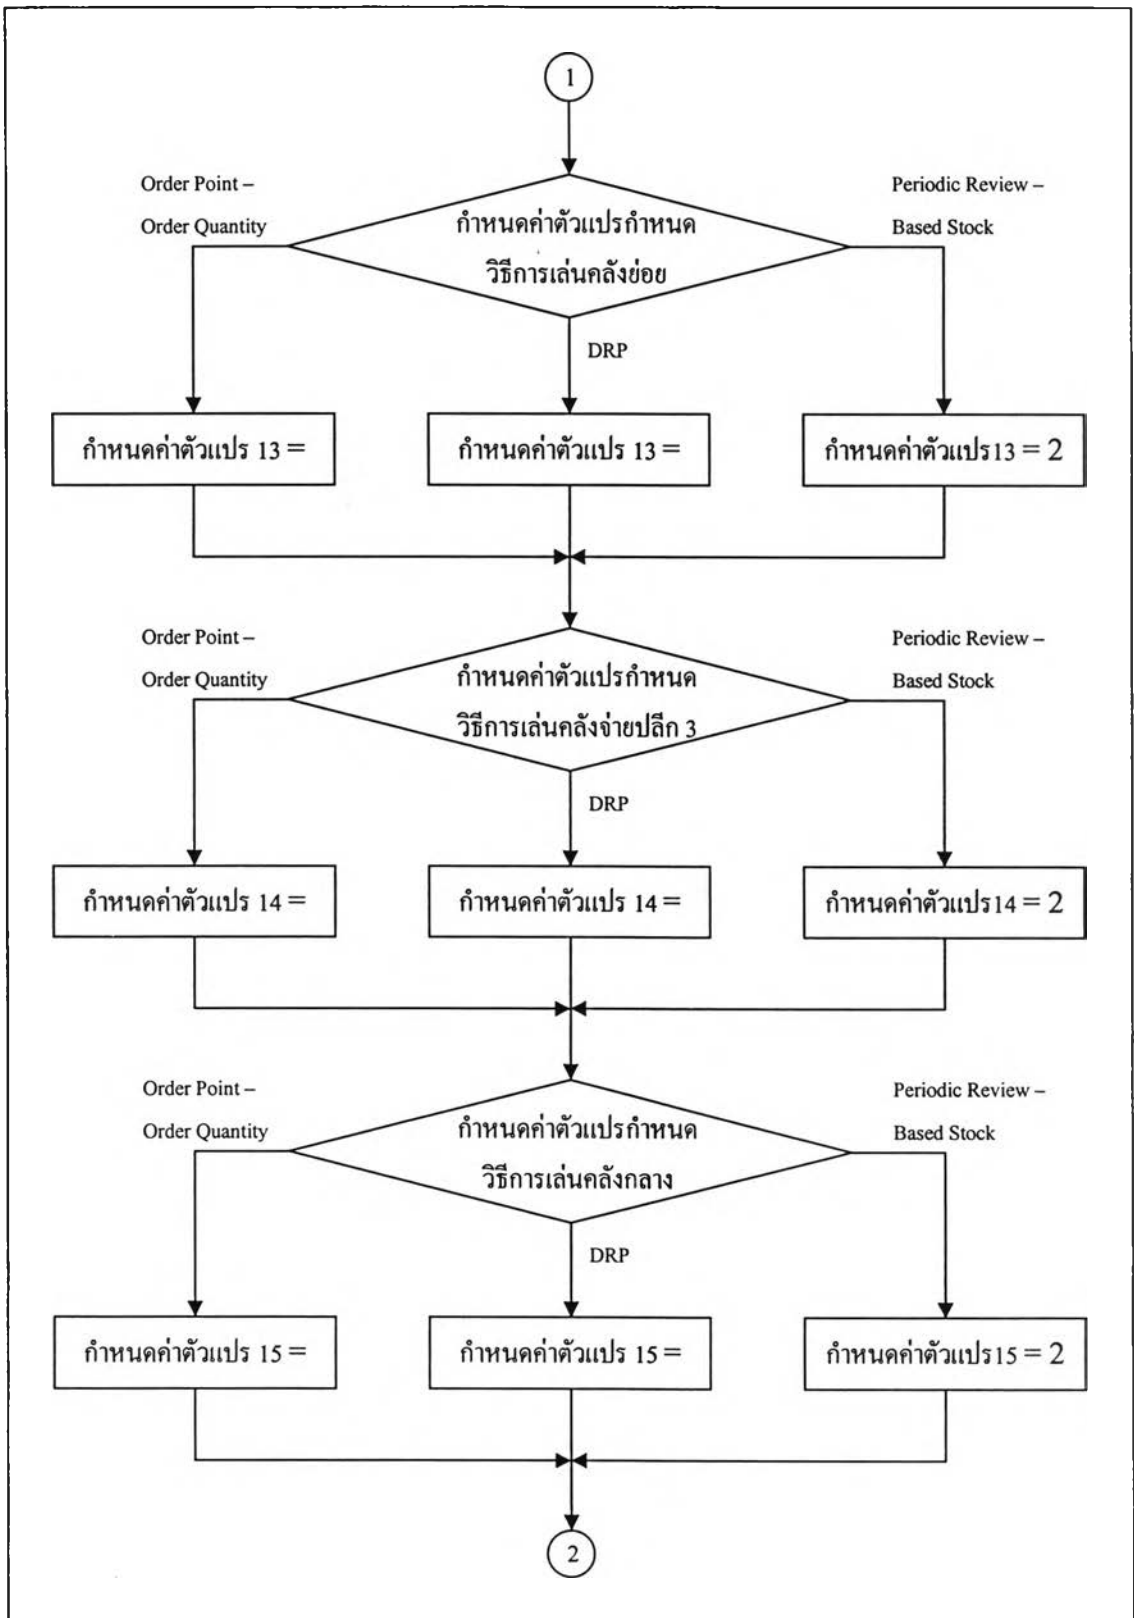 1
Order Point –
Order Quantity
Periodic Review –
Based Stock
กำหนดค่าตัวแปรกำหนด
วิธีการเล่นคลังย่อย
DRP
กำหนดค่าตัวแปร 13 =
กำหนดค่าตัวแปร 13 =
กำหนดค่าตัวแปร13 = 2
Order Point –
Order Quantity
Periodic Review –
Based Stock
กำหนดค่าตัวแปรกำหนด
วิธีการเล่นคลังจ่ายปลีก 3
DRP
กำหนดค่าตัวแปร 14 =
กำหนดค่าตัวแปร 14 =
กำหนดค่าตัวแปร14 = 2
Order Point –
Order Quantity
Periodic Review –
Based Stock
กำหนดค่าตัวแปรกำหนด
วิธีการเล่นคลังกลาง
DRP
กำหนดค่าตัวแปร 15 =
กำหนดค่าตัวแปร 15 =
กำหนดค่าตัวแปร15 = 2
2